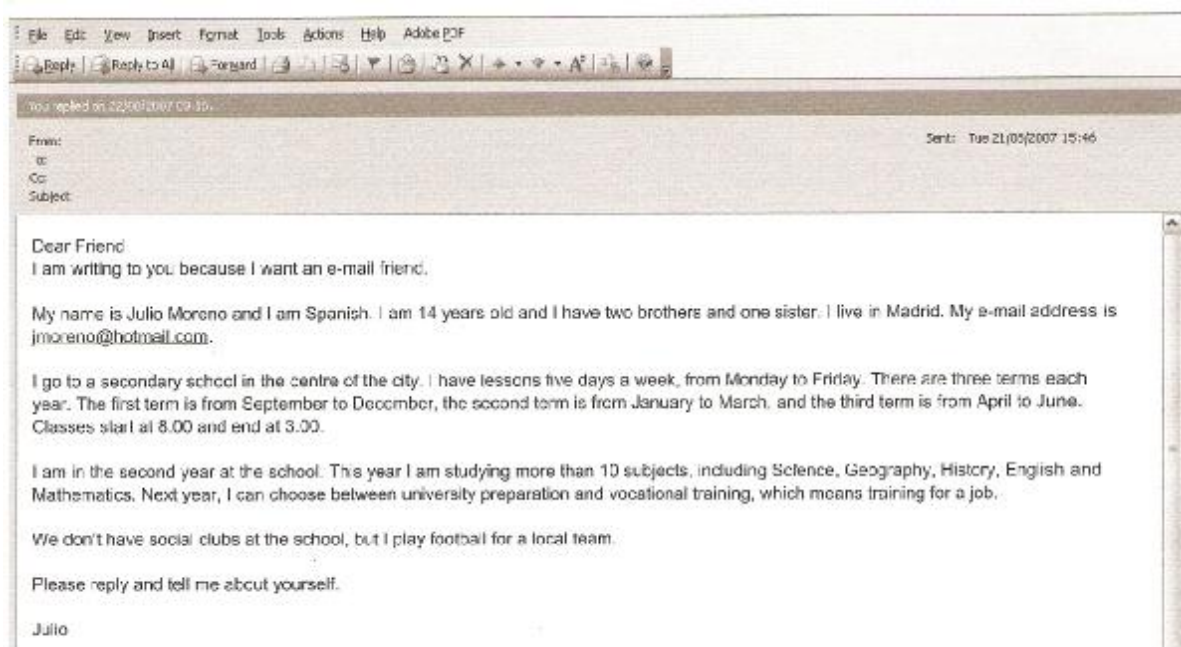 File Edit View Insert Format Tools Actions Help Adobe PDF
Reply Reply to All Forward
You replied on 22/05/2007 09:
From: Sent: Tue 21/05/2007 15:46
Cc:
Subject:
Dear Friend
I am writing to you because I want an e-mail friend.
My name is Julio Moreno and I am Spanish. I am 14 years old and I have two brothers and one sister. I live in Madrid. My e-mail address is
jmoreno@hotmail.com.
I go to a secondary school in the centre of the city. I have lessons five days a week, from Monday to Friday. There are three terms each
year. The first term is from September to December, the second term is from January to March, and the third term is from April to June.
Classes start at 8.00 and end at 3.00.
I am in the second year at the school. This year I am studying more than 10 subjects, including Science, Geography, History, English and
Mathematics. Next year, I can choose between university preparation and vocational training, which means training for a job.
We don't have social clubs at the school, but I play football for a local team.
Please reply and tell me about yourself.
Julio